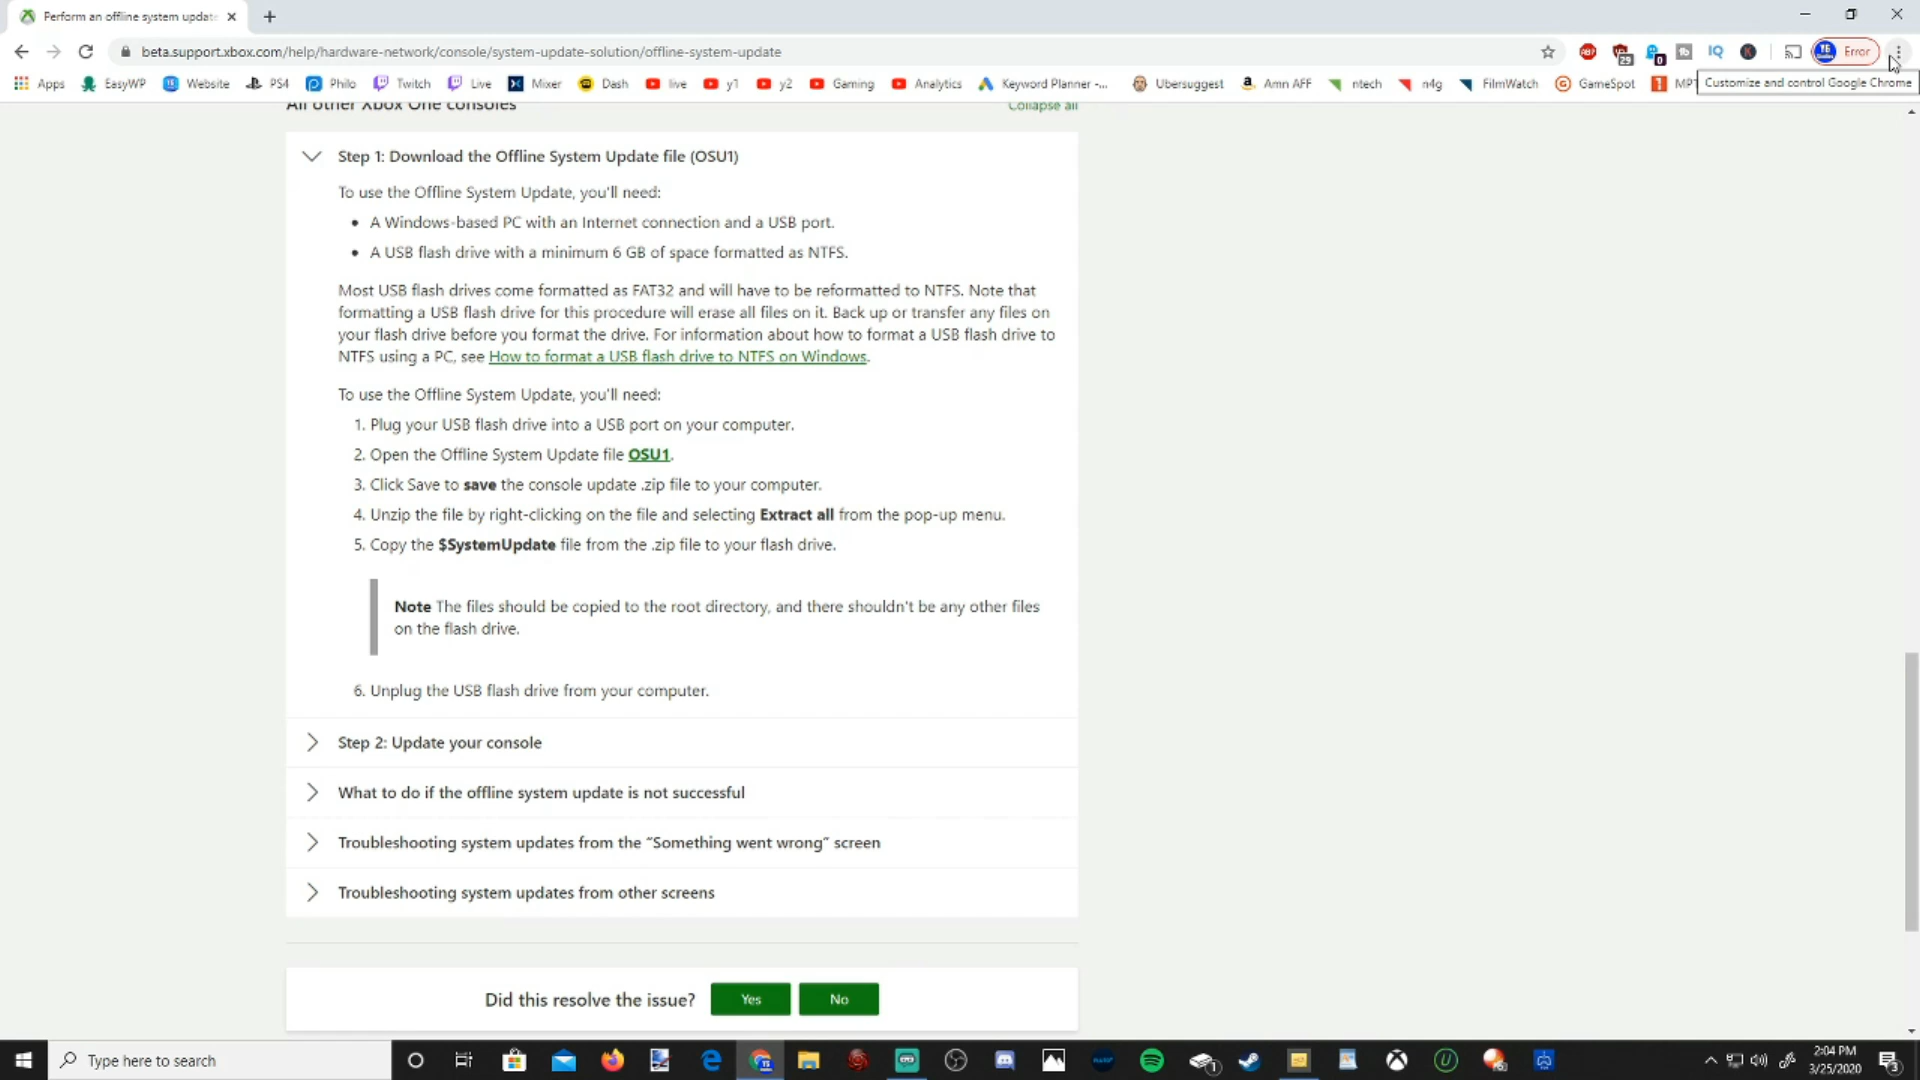 Perform an offline system update
beta.support.xbox.com/help/hardware-network/console/system-update-solution/offline-system-update
ABP
29
0
tb
IQ
K
Error
Apps
EasyWP
Website
PS4
Philo
Twitch
Live
Mixer
Dash
live
y1
y2
Gaming
Analytics
Keyword Planner -...
Ubersuggest
Amn AFF
ntech
n4g
FilmWatch
GameSpot
Customize and control Google Chrome
All other Xbox One consoles
Collapse all
Step 1: Download the Offline System Update file (OSU1)
To use the Offline System Update, you'll need:
• A Windows-based PC with an Internet connection and a USB port.
• A USB flash drive with a minimum 6 GB of space formatted as NTFS.
Most USB flash drives come formatted as FAT32 and will have to be reformatted to NTFS. Note that
formatting a USB flash drive for this procedure will erase all files on it. Back up or transfer any files on
your flash drive before you format the drive. For information about how to format a USB flash drive to
NTFS using a PC, see How to format a USB flash drive to NTFS on Windows.
To use the Offline System Update, you'll need:
1. Plug your USB flash drive into a USB port on your computer.
2. Open the Offline System Update file OSU1.
3. Click Save to save the console update .zip file to your computer.
4. Unzip the file by right-clicking on the file and selecting Extract all from the pop-up menu.
5. Copy the $SystemUpdate file from the .zip file to your flash drive.
Note The files should be copied to the root directory, and there shouldn't be any other files
on the flash drive.
6. Unplug the USB flash drive from your computer.
Step 2: Update your console
What to do if the offline system update is not successful
Troubleshooting system updates from the “Something went wrong” screen
Troubleshooting system updates from other screens
Did this resolve the issue?
Yes
No
Type here to search
1
2:04 PM
3/25/2020
3